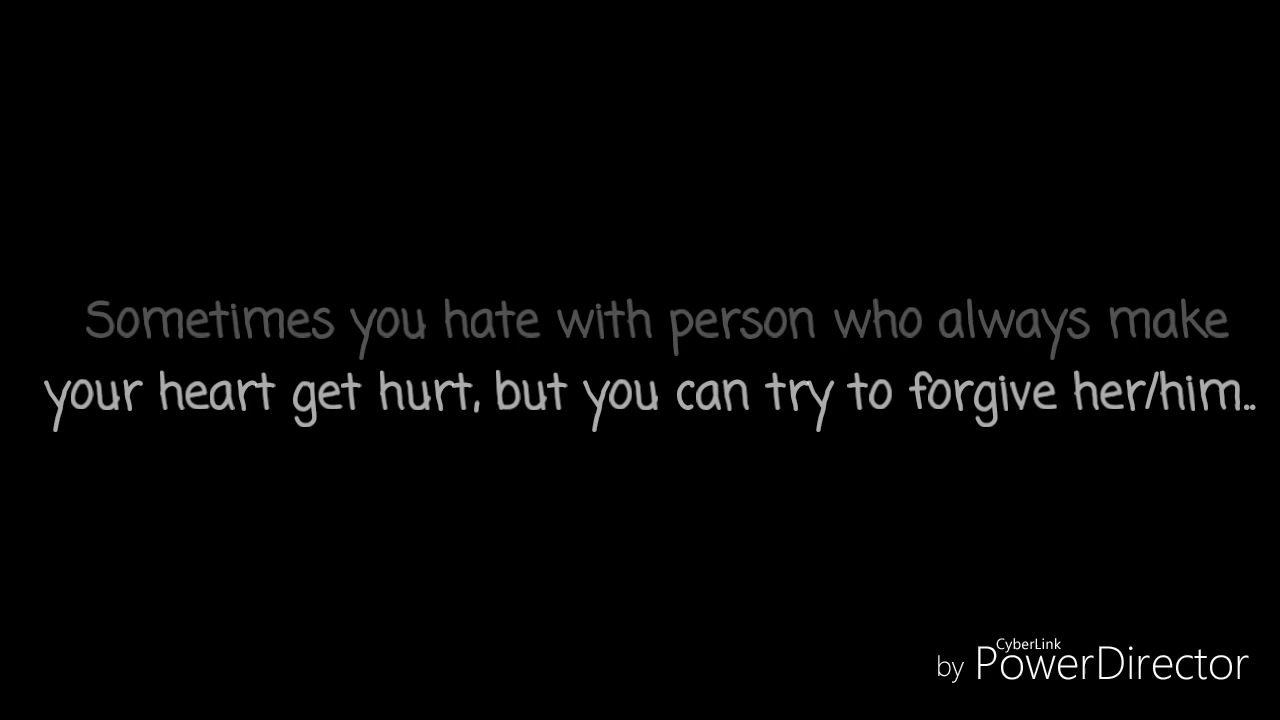 Sometimes you hate with person who always make
your heart get hurt, but you can try to forgive her/him..
CyberLink
by PowerDirector